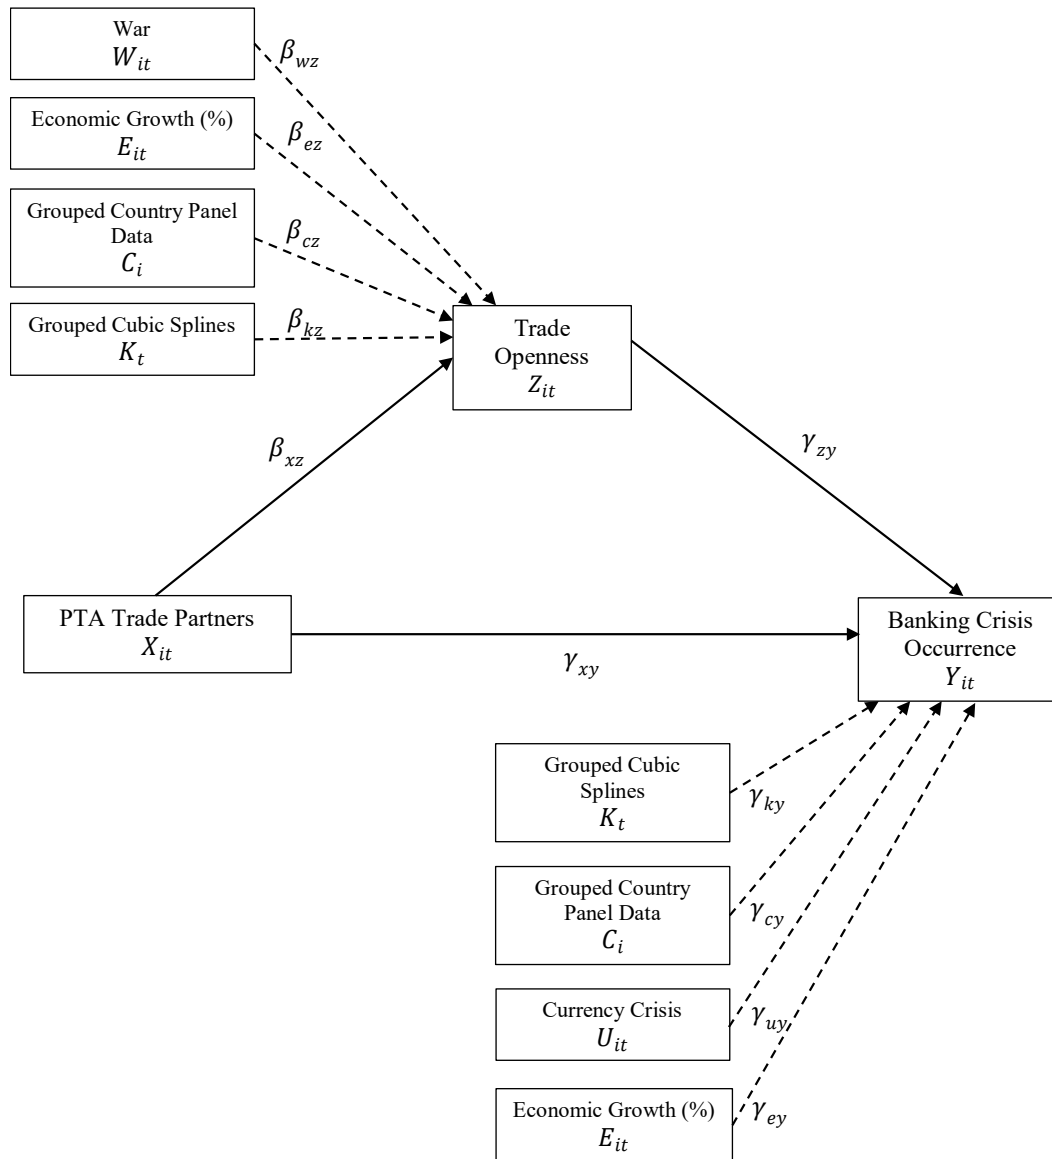 War
W_it
β_wz
Economic Growth (%)
E_it
β_ez
Grouped Country Panel
Data
C_i
β_cz
Grouped Cubic Splines
K_t
β_kz
Trade
Openness
Z_it
β_xz
γ_zy
PTA Trade Partners
X_it
γ_xy
Banking Crisis
Occurrence
Y_it
Grouped Cubic
Splines
K_t
γ_ky
Grouped Country
Panel Data
C_i
γ_cy
Currency Crisis
U_it
γ_uy
Economic Growth (%)
E_it
γ_ey